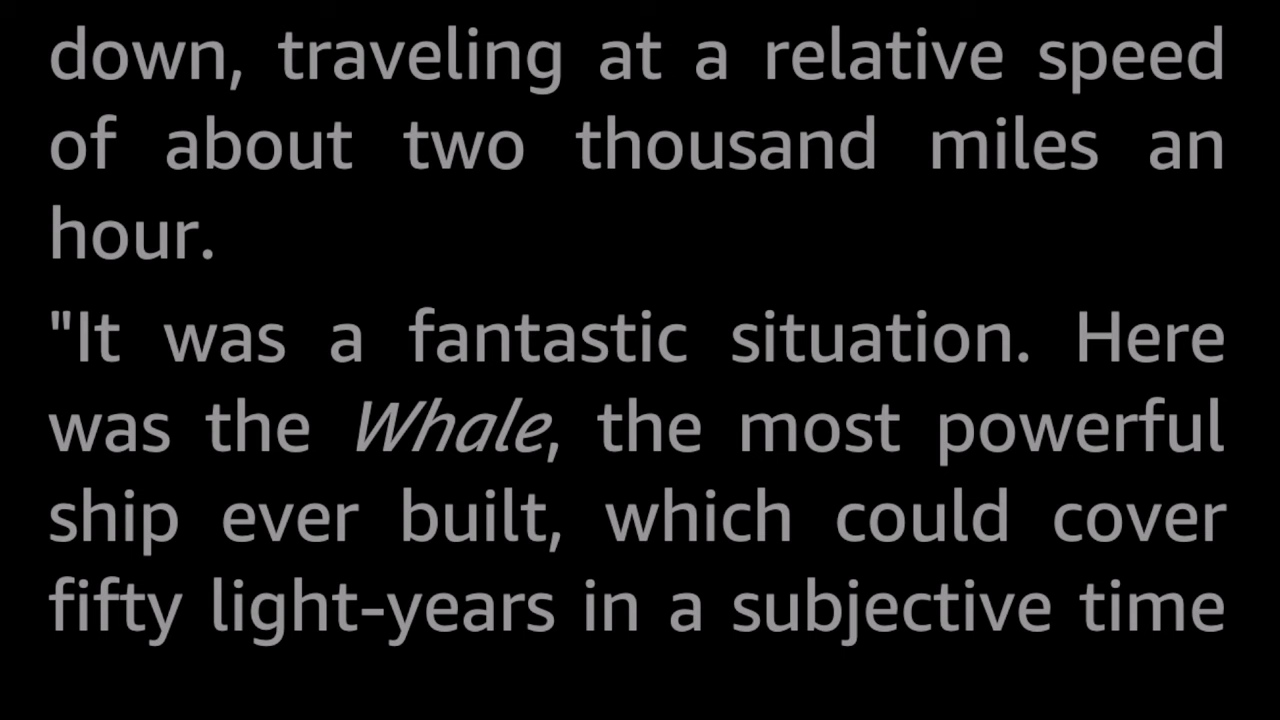 down, traveling at a relative speed
of about two thousand miles an
hour.
"It was a fantastic situation. Here
was the Whale, the most powerful
ship ever built, which could cover
fifty light-years in a subjective time